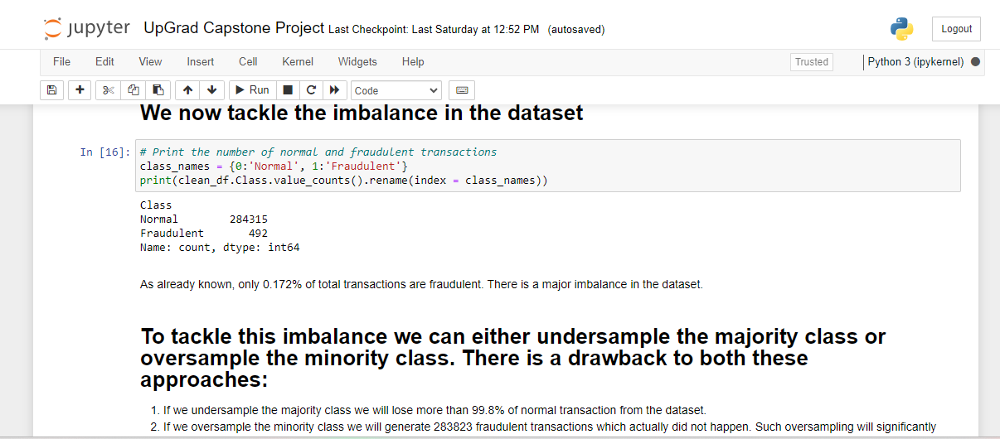 jupyter UpGrad Capstone Project Last Checkpoint: Last Saturday at 12:52 PM (autosaved)
Logout
File Edit View Insert Cell Kernel Widgets Help
Trusted
Python 3 (ipykernel)
Run
Code
We now tackle the imbalance in the dataset
In [16]: # Print the number of normal and fraudulent transactions
class_names = {0:'Normal', 1:'Fraudulent'}
print(clean_df.Class.value_counts().rename(index = class_names))
Class
Normal 284315
Fraudulent 492
Name: count, dtype: int64
As already known, only 0.172% of total transactions are fraudulent. There is a major imbalance in the dataset.
To tackle this imbalance we can either undersample the majority class or
oversample the minority class. There is a drawback to both these
approaches:
1. If we undersample the majority class we will lose more than 99.8% of normal transaction from the dataset.
2. If we oversample the minority class we will generate 283823 fraudulent transactions which actually did not happen. Such oversampling will significantly